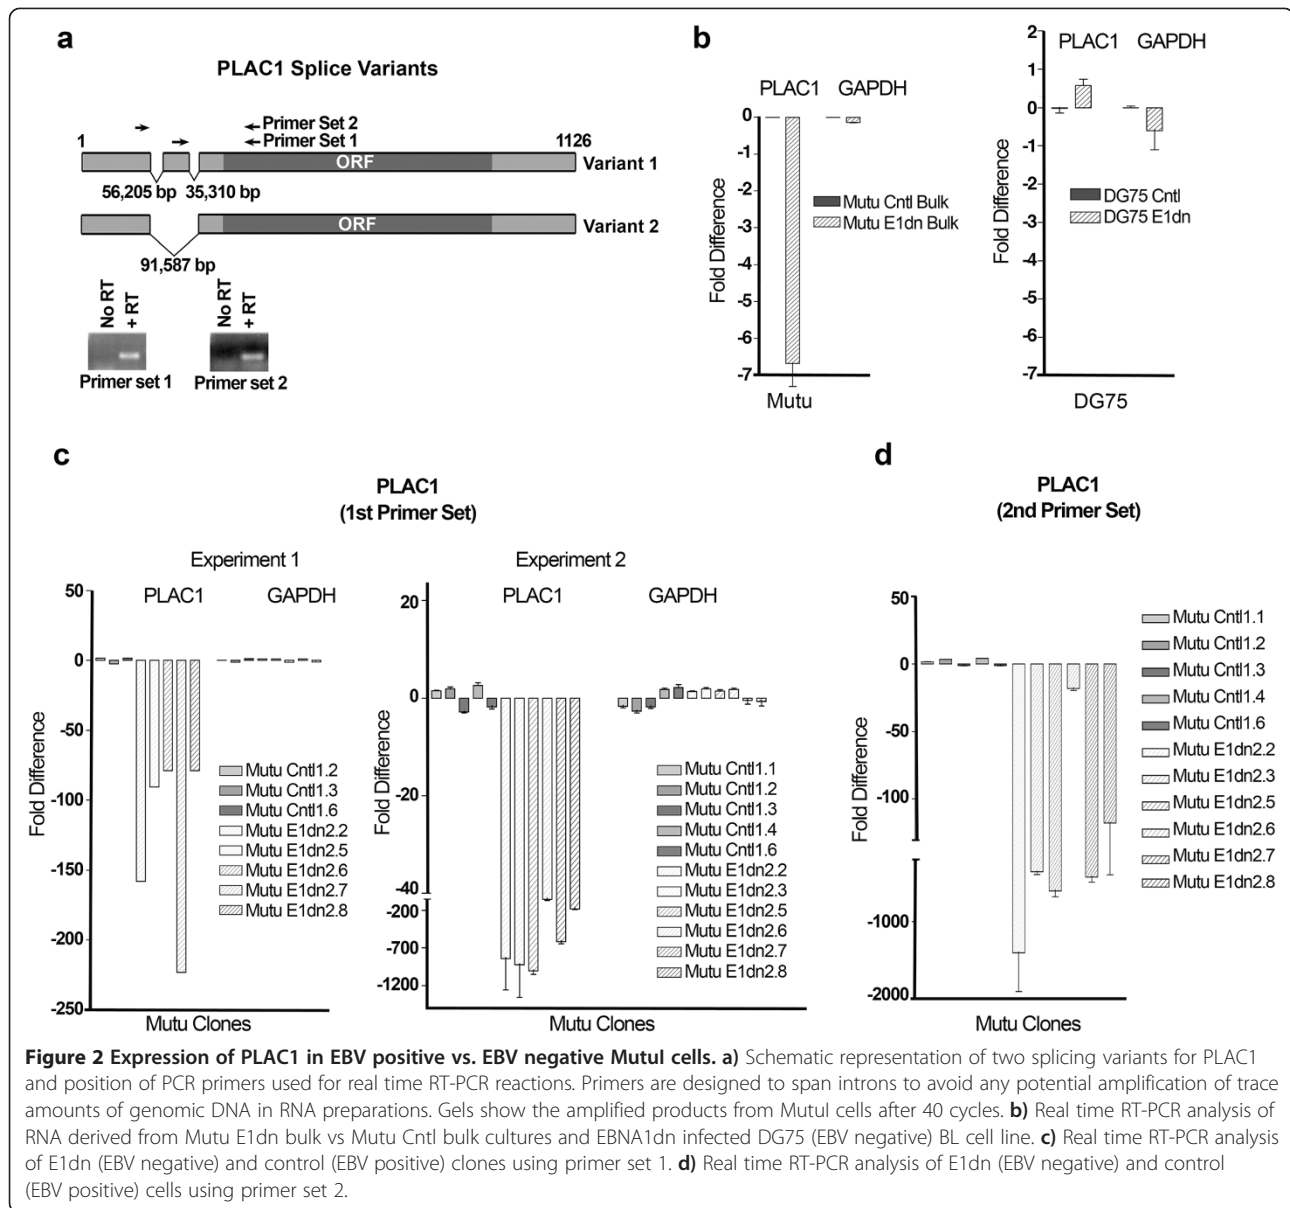 a
PLAC1 Splice Variants
Primer Set 2
Primer Set 1
1
1126
ORF
Variant 1
56,205 bp
35,310 bp
ORF
Variant 2
91,587 bp
No RT
+ RT
No RT
+ RT
Primer set 1
Primer set 2
b
PLAC1
GAPDH
0
-1
-2
-3
-4
-5
-6
-7
Fold Difference
Mutu Cntl Bulk
Mutu E1dn Bulk
Mutu
2
1
0
-1
-2
-3
-4
-5
-6
-7
Fold Difference
PLAC1
GAPDH
DG75 Cntl
DG75 E1dn
DG75
c
PLAC1
(1st Primer Set)
Experiment 1
PLAC1
GAPDH
50
0
-50
-100
-150
-200
-250
Fold Difference
Mutu Cntl1.2
Mutu Cntl1.3
Mutu Cntl1.6
Mutu E1dn2.2
Mutu E1dn2.5
Mutu E1dn2.6
Mutu E1dn2.7
Mutu E1dn2.8
Mutu Clones
Experiment 2
PLAC1
GAPDH
20
0
-20
-40
-200
-700
-1200
Fold Difference
Mutu Cntl1.1
Mutu Cntl1.2
Mutu Cntl1.3
Mutu Cntl1.4
Mutu Cntl1.6
Mutu E1dn2.2
Mutu E1dn2.3
Mutu E1dn2.5
Mutu E1dn2.6
Mutu E1dn2.7
Mutu E1dn2.8
Mutu Clones
d
PLAC1
(2nd Primer Set)
50
0
-50
-100
-1000
-2000
Fold Difference
Mutu Cntl1.1
Mutu Cntl1.2
Mutu Cntl1.3
Mutu Cntl1.4
Mutu Cntl1.6
Mutu E1dn2.2
Mutu E1dn2.3
Mutu E1dn2.5
Mutu E1dn2.6
Mutu E1dn2.7
Mutu E1dn2.8
Mutu Clones
Figure 2 Expression of PLAC1 in EBV positive vs. EBV negative MutuI cells. a) Schematic representation of two splicing variants for PLAC1
and position of PCR primers used for real time RT-PCR reactions. Primers are designed to span introns to avoid any potential amplification of trace
amounts of genomic DNA in RNA preparations. Gels show the amplified products from MutuI cells after 40 cycles. b) Real time RT-PCR analysis of
RNA derived from Mutu E1dn bulk vs Mutu Cntl bulk cultures and EBNA1dn infected DG75 (EBV negative) BL cell line. c) Real time RT-PCR analysis
of E1dn (EBV negative) and control (EBV positive) clones using primer set 1. d) Real time RT-PCR analysis of E1dn (EBV negative) and control
(EBV positive) cells using primer set 2.